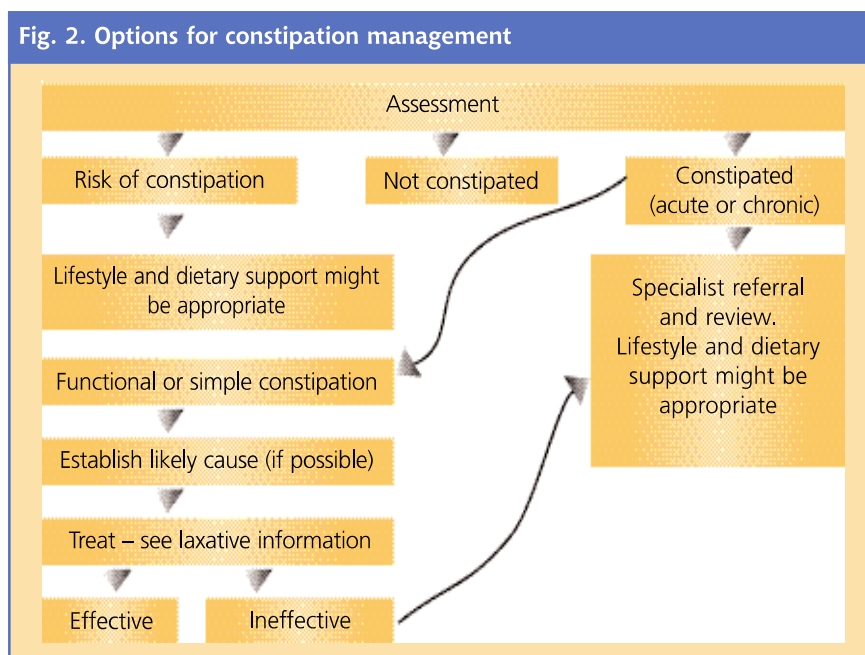 Fig. 2. Options for constipation management
Assessment
Risk of constipation
Not constipated
Constipated
(acute or chronic)
Lifestyle and dietary support might
be appropriate
Specialist referral
and review.
Lifestyle and dietary
support might be
appropriate
Functional or simple constipation
Establish likely cause (if possible)
Treat – see laxative information
Effective
Ineffective